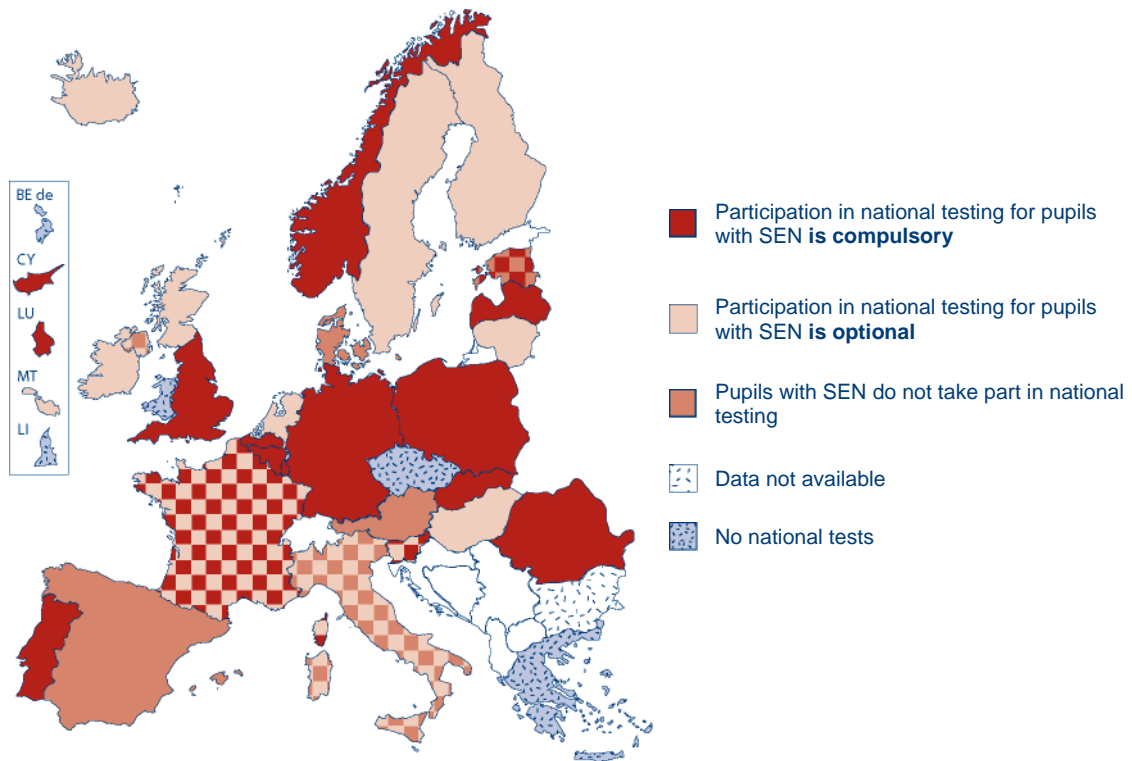 BE de
CY
LU
MT
LI
Participation in national testing for pupils
with SEN is compulsory
Participation in national testing for pupils
with SEN is optional
Pupils with SEN do not take part in national
testing
Data not available
No national tests